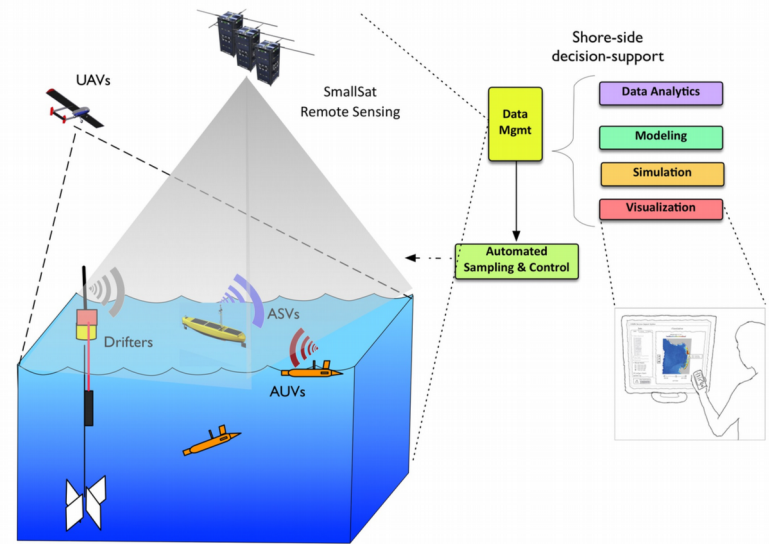 UAVs
SmallSat
Remote Sensing
Shore-side
decision-support
Data
Mgmt
Data Analytics
Modeling
Simulation
Visualization
Automated
Sampling & Control
Drifters
ASVs
AUVs